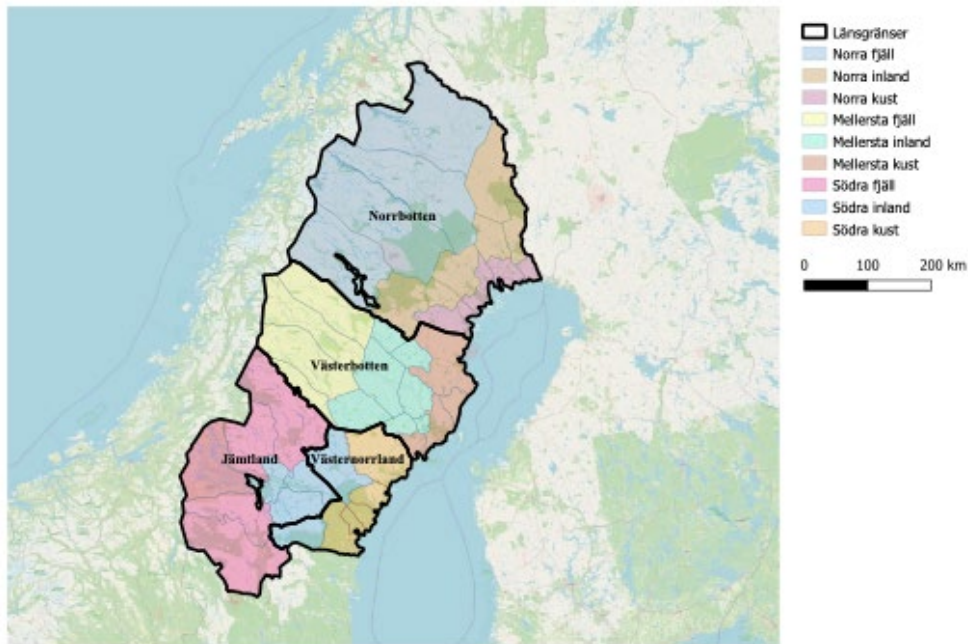 Länsgränser
Norra fjäll
Norra inland
Norra kust
Mellersta fjäll
Mellersta inland
Mellersta kust
Södra fjäll
Södra inland
Södra kust
0 100 200 km
Norrbotten
Västerbotten
Jämtland
Västernorrland